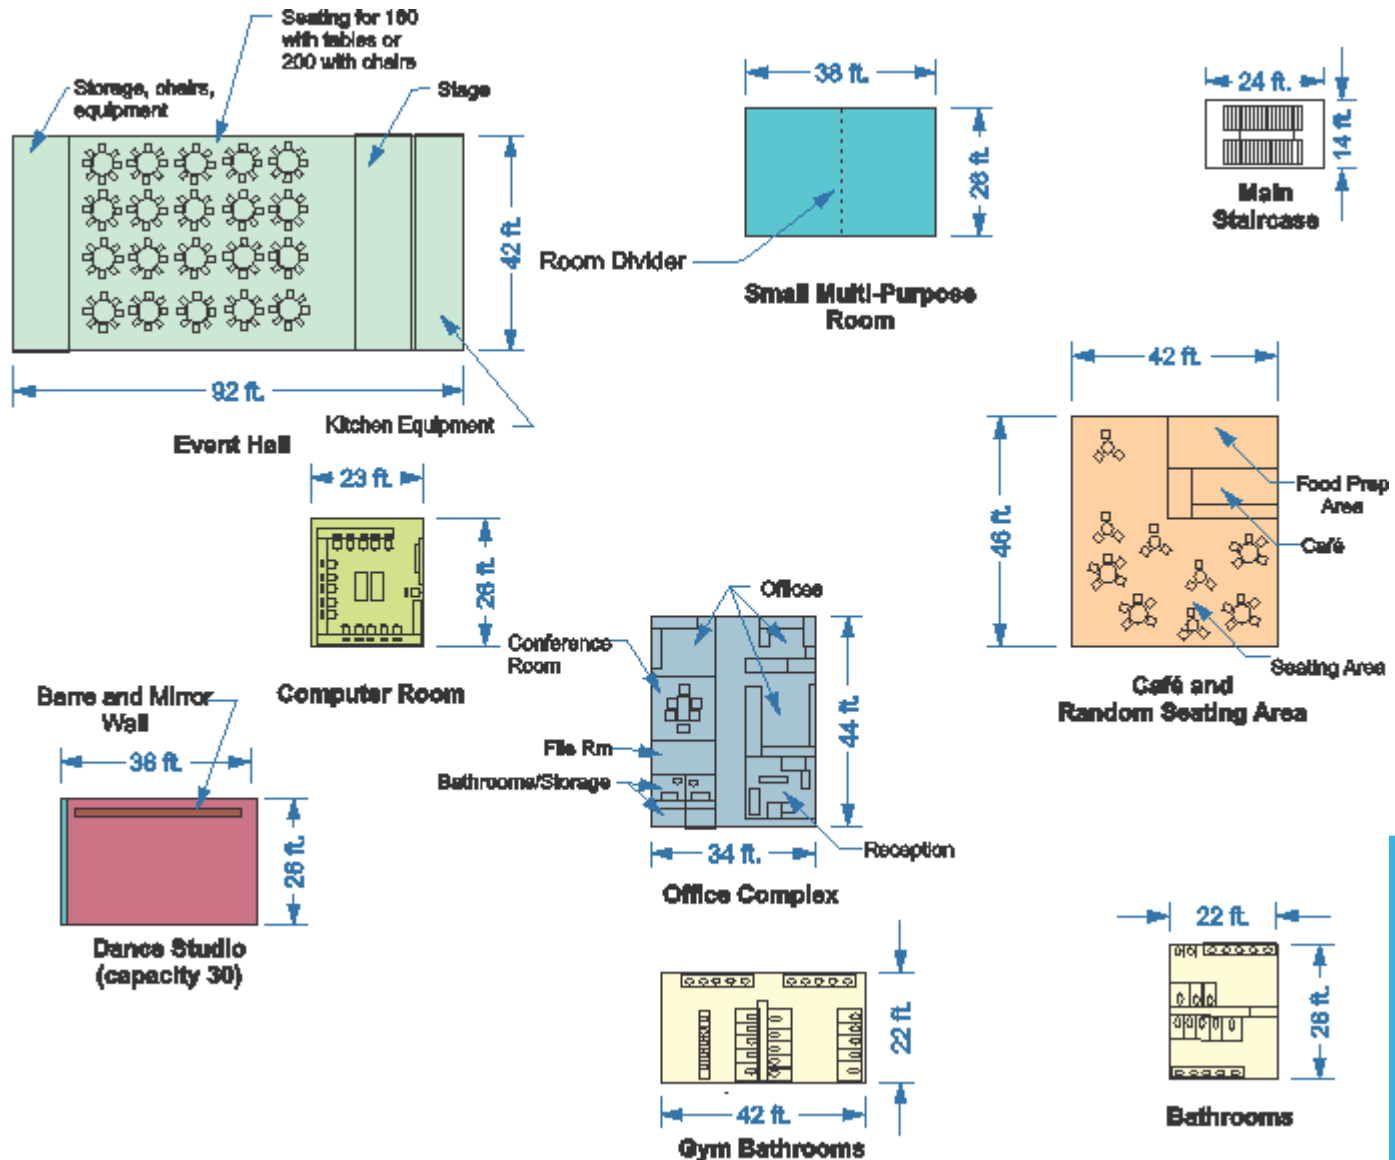 Seating for 160
with tables or
200 with chairs
Storage, chairs,
equipment
Stage
42 ft.
92 ft.
Kitchen Equipment
Event Hall
38 ft.
26 ft.
Room Divider
Small Multi-Purpose
Room
24 ft.
14 ft.
Main
Staircase
42 ft.
46 ft.
Food Prep
Area
Café
Seating Area
Café and
Random Seating Area
23 ft.
26 ft.
Computer Room
Offices
Conference
Room
File Rm
Bathrooms/Storage
44 ft.
34 ft.
Reception
Office Complex
Barre and Mirror
Wall
38 ft.
26 ft.
Dance Studio
(capacity 30)
22 ft.
42 ft.
Gym Bathrooms
22 ft.
28 ft.
Bathrooms